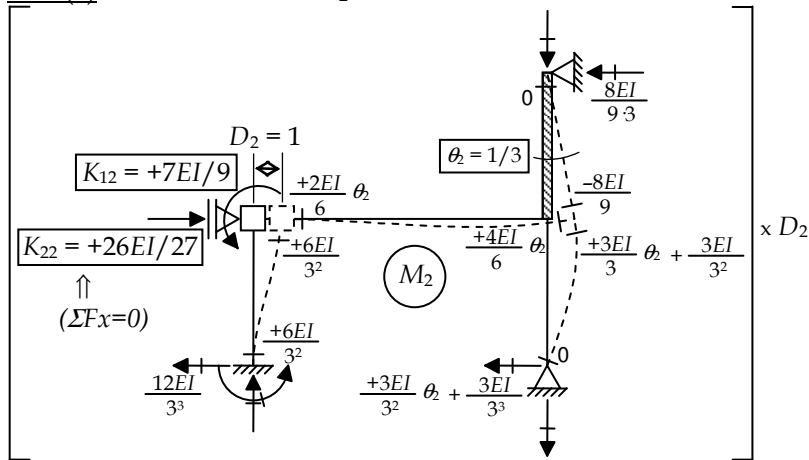 D₂ = 1
K₁₂ = +7EI/9
K₂₂ = +26EI/27
⇑
(ΣFx=0)
+2EI/6 θ₂
+6EI/3²
+6EI/3²
12EI/3³
M₂
0
8EI/9·3
θ₂ = 1/3
-8EI/9
+4EI/6 θ₂
+3EI/3 θ₂ + 3EI/3²
0
+3EI/3² θ₂ + 3EI/3³
x D₂